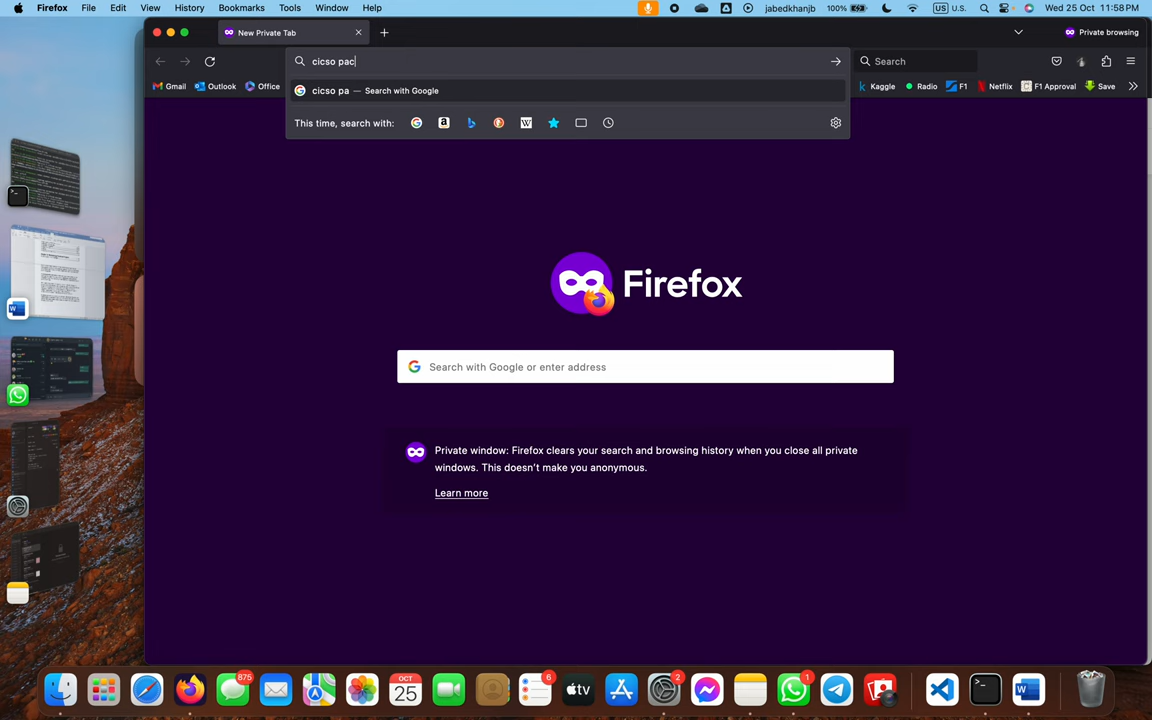 Firefox File Edit View History Bookmarks Tools Window Help jabedkhanjb 100% US U.S. Wed 25 Oct 11:58 PM
New Private Tab Private browsing
cicso pac Search
Gmail Outlook Office Kaggle Radio F1 Netflix F1 Approval Save
cicso pa — Search with Google
This time, search with:
Firefox
Search with Google or enter address
Private window: Firefox clears your search and browsing history when you close all private
windows. This doesn't make you anonymous.
Learn more
875 OCT 25 6 tv 2 1